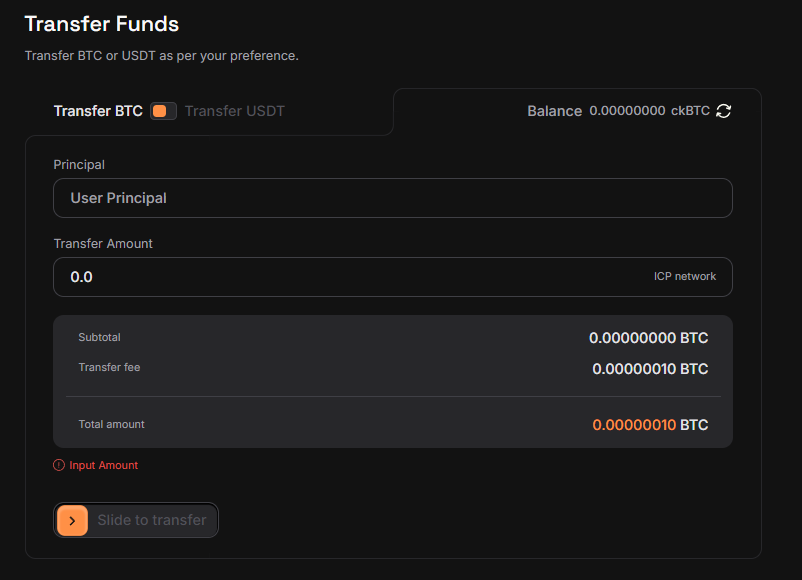 Transfer Funds
Transfer BTC or USDT as per your preference.
Transfer BTC Transfer USDT
Balance 0.00000000 ckBTC
Principal
User Principal
Transfer Amount
0.0 ICP network
Subtotal 0.00000000 BTC
Transfer fee 0.00000010 BTC
Total amount 0.00000010 BTC
Input Amount
Slide to transfer